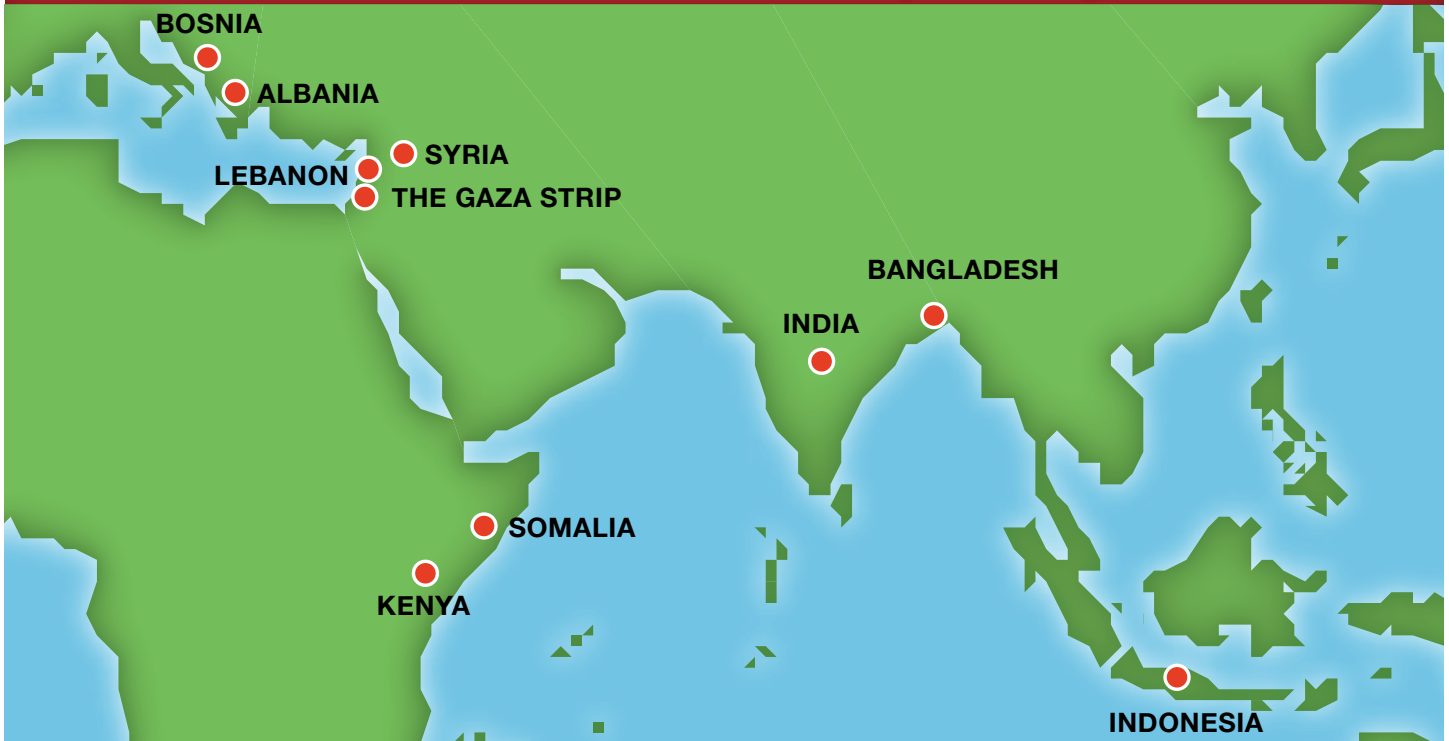 BOSNIA
ALBANIA
SYRIA
LEBANON
THE GAZA STRIP
BANGLADESH
INDIA
SOMALIA
KENYA
INDONESIA